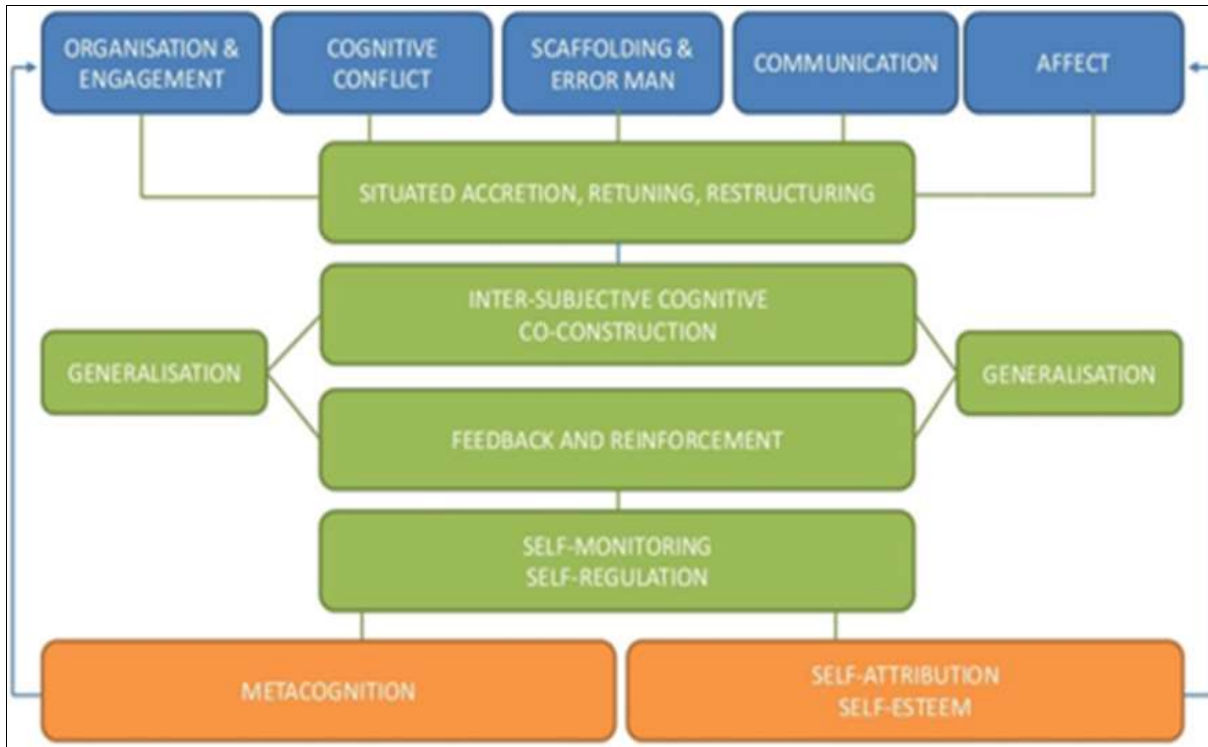 ORGANISATION &
ENGAGEMENT
COGNITIVE
CONFLICT
SCAFFOLDING &
ERROR MAN
COMMUNICATION
AFFECT
SITUATED ACCRETION, RETUNING, RESTRUCTURING
INTER-SUBJECTIVE COGNITIVE
CO-CONSTRUCTION
GENERALISATION
GENERALISATION
FEEDBACK AND REINFORCEMENT
SELF-MONITORING
SELF-REGULATION
METACOGNITION
SELF-ATTRIBUTION
SELF-ESTEEM